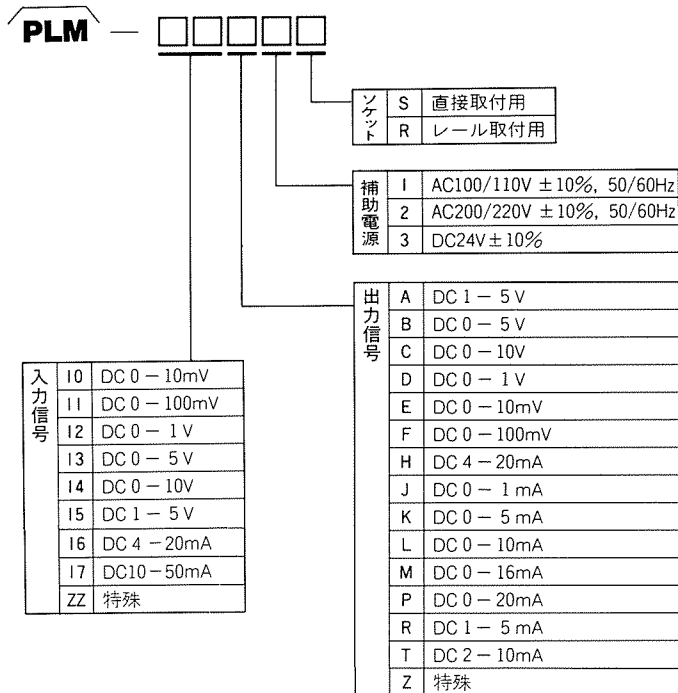 PLM — □□□□□
ソケット
S 直接取付用
R レール取付用
補助電源
1 AC100/110V ±10%, 50/60Hz
2 AC200/220V ±10%, 50/60Hz
3 DC24V±10%
出力信号
A DC 1 − 5 V
B DC 0 − 5 V
C DC 0 − 10V
D DC 0 − 1 V
E DC 0 − 10mV
F DC 0 − 100mV
H DC 4 − 20mA
J DC 0 − 1 mA
K DC 0 − 5 mA
L DC 0 − 10mA
M DC 0 − 16mA
P DC 0 − 20mA
R DC 1 − 5 mA
T DC 2 − 10mA
Z 特殊
入力信号
10 DC 0 − 10mV
11 DC 0 − 100mV
12 DC 0 − 1 V
13 DC 0 − 5 V
14 DC 0 − 10V
15 DC 1 − 5 V
16 DC 4 − 20mA
17 DC10−50mA
ZZ 特殊